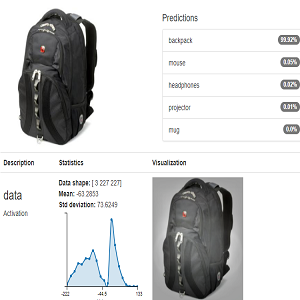 Predictions
backpack 99.92%
mouse 0.05%
headphones 0.02%
projector 0.01%
mug 0.0%
Description Statistics Visualization
data
Activation
Data shape: [ 3 227 227]
Mean: -63.2853
Std deviation: 73.6249
-222 -44.5 133